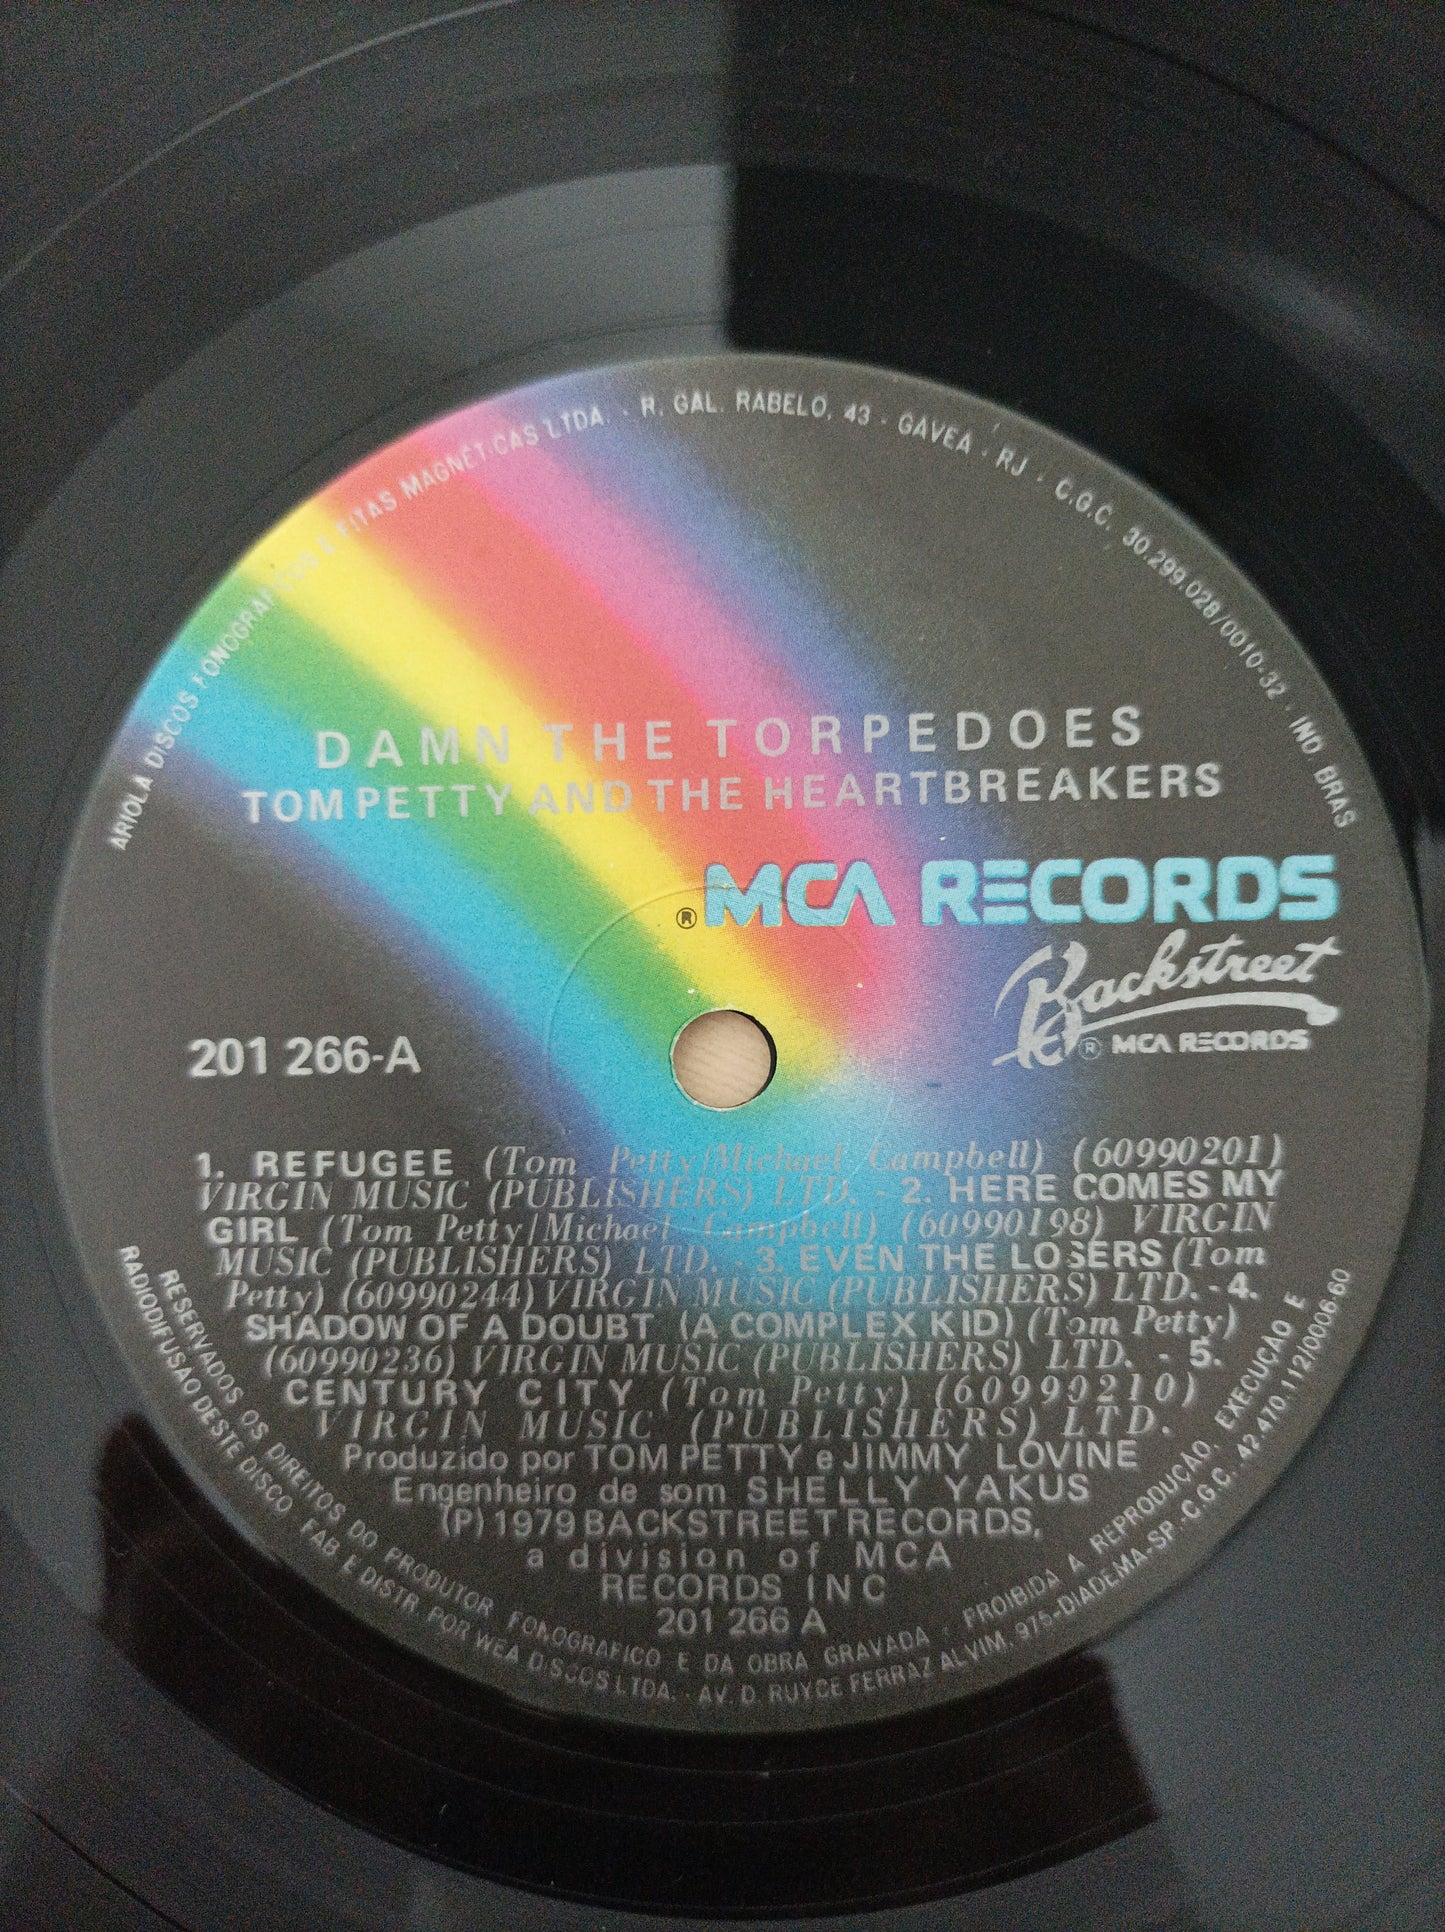 ARIOLA DISCOS FONOGRAFICOS E FITAS MAGNETICAS LTDA. - R. GAL. RABELO, 43 - GAVEA - RJ - C.G.C. 30.299.028/0010-32 - IND. BRAS
DAMN THE TORPEDOES
TOM PETTY AND THE HEARTBREAKERS
® MCA RECORDS
Backstreet
® MCA RECORDS
201 266-A
1. REFUGEE (Tom Petty/Michael Campbell) (60990201)
VIRGIN MUSIC (PUBLISHERS) LTD. - 2. HERE COMES MY
GIRL (Tom Petty/Michael Campbell) (60990198) VIRGIN
MUSIC (PUBLISHERS) LTD. - 3. EVEN THE LOSERS (Tom
Petty) (60990244) VIRGIN MUSIC (PUBLISHERS) LTD. - 4.
SHADOW OF A DOUBT (A COMPLEX KID) (Tom Petty)
(60990236) VIRGIN MUSIC (PUBLISHERS) LTD. - 5.
CENTURY CITY (Tom Petty) (60990210)
VIRGIN MUSIC (PUBLISHERS) LTD.
Produzido por TOM PETTY e JIMMY LOVINE
Engenheiro de som SHELLY YAKUS
(P) 1979 BACKSTREET RECORDS,
a division of MCA
RECORDS INC
201 266 A
RESERVADOS OS DIREITOS DO PRODUTOR FONOGRAFICO E DA OBRA GRAVADA - PROIBIDA A REPRODUÇÃO, EXECUÇÃO E
RADIODIFUSAO DESTE DISCO - FAB E DISTR POR WEA DISCOS LTDA. - AV. D. RUYCE FERRAZ ALVIM, 975-DIADEMA-SP - C.G.C. 42.470.112/0006.60